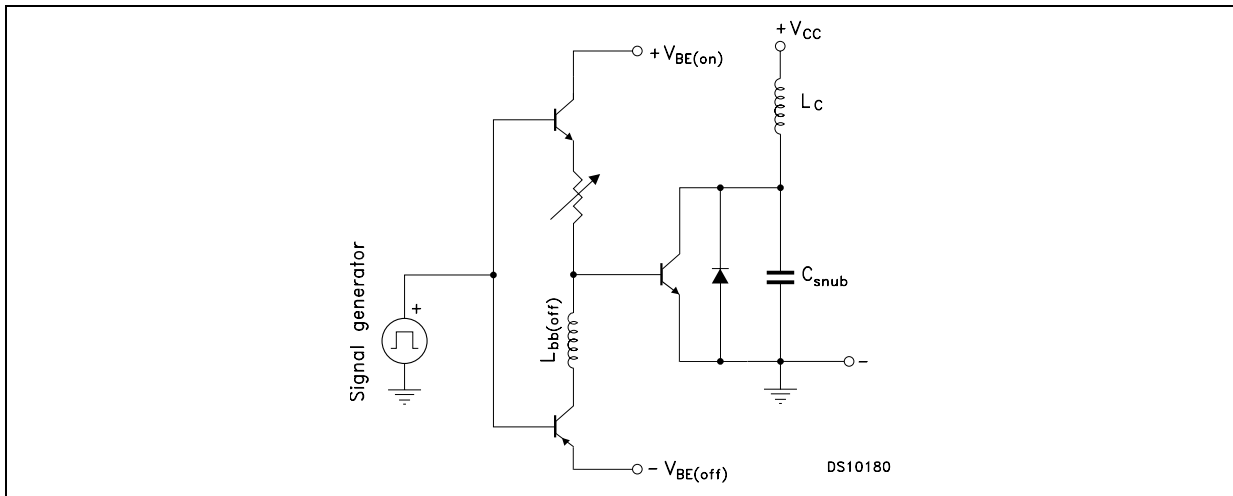 + VCC
+ VBE(on)
LC
Signal generator
+
Lbb(off)
Csnub
-
- VBE(off)
DS10180